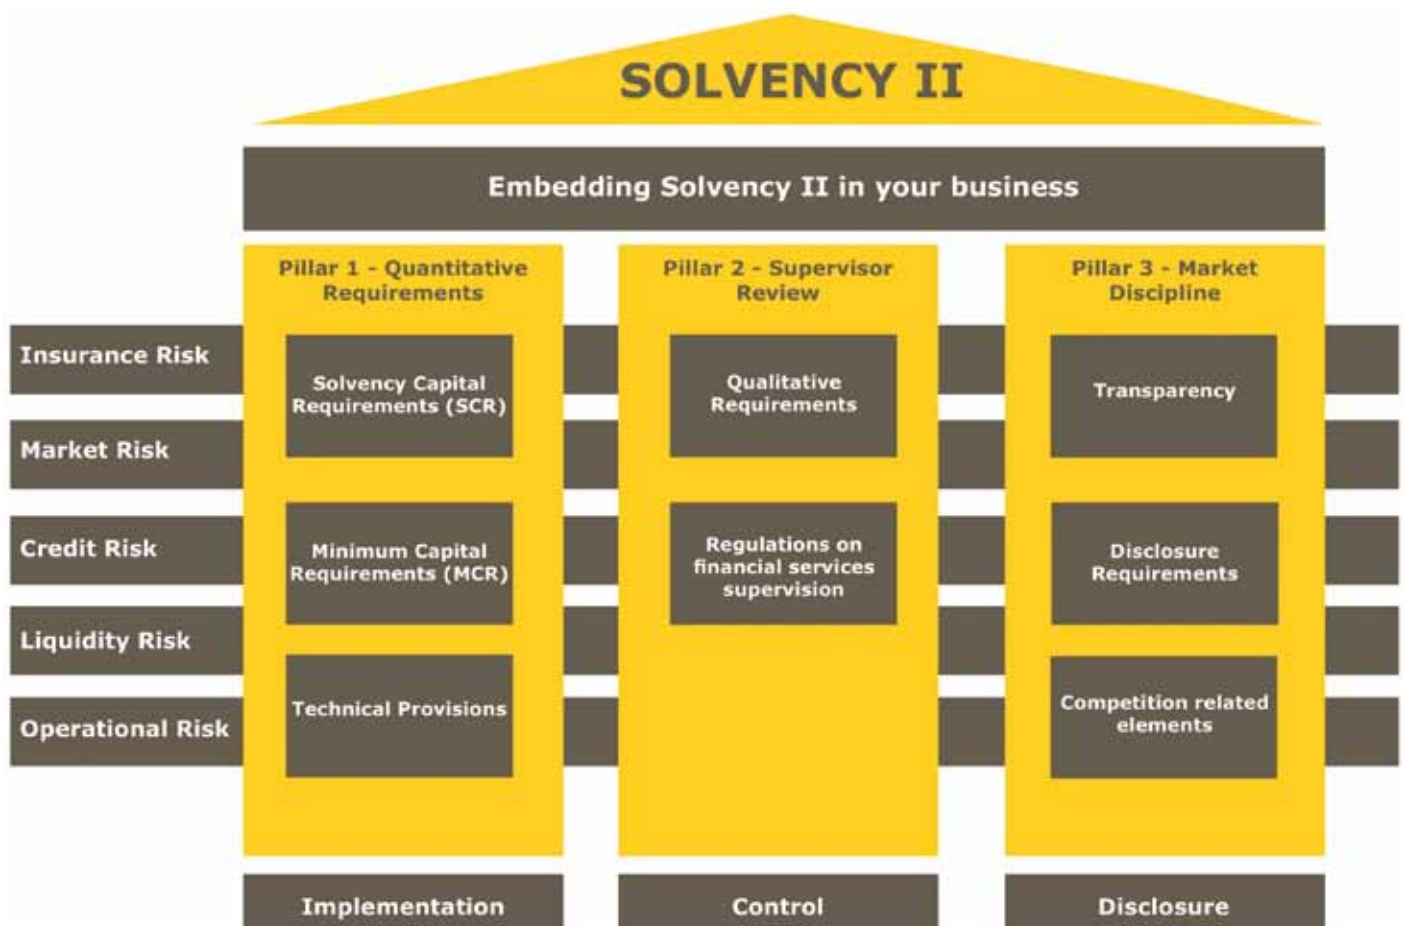 SOLVENCY II
Embedding Solvency II in your business
Pillar 1 - Quantitative
Requirements
Pillar 2 - Supervisor
Review
Pillar 3 - Market
Discipline
Insurance Risk
Market Risk
Credit Risk
Liquidity Risk
Operational Risk
Solvency Capital
Requirements (SCR)
Minimum Capital
Requirements (MCR)
Technical Provisions
Qualitative
Requirements
Regulations on
financial services
supervision
Transparency
Disclosure
Requirements
Competition related
elements
Implementation
Control
Disclosure